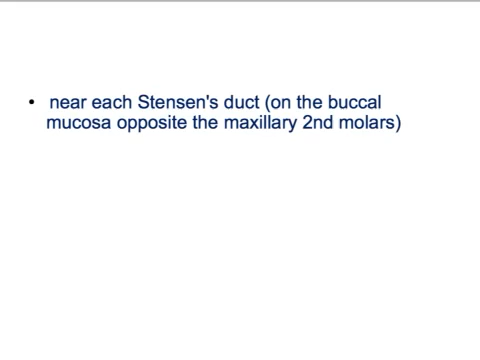 • near each Stensen's duct (on the buccal
mucosa opposite the maxillary 2nd molars)